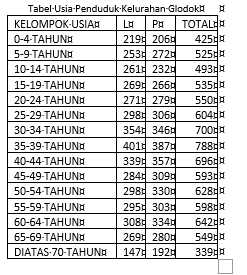 Tabel·Usia·Penduduk·Kelurahan·Glodok¤ ¤
KELOMPOK·USIA¤ L¤ P¤ TOTAL¤ ¤
0-4·TAHUN¤ 219¤ 206¤ 425¤ ¤
5-9·TAHUN¤ 253¤ 272¤ 525¤ ¤
10-14·TAHUN¤ 261¤ 232¤ 493¤ ¤
15-19·TAHUN¤ 269¤ 266¤ 535¤ ¤
20-24·TAHUN¤ 271¤ 279¤ 550¤ ¤
25-29·TAHUN¤ 298¤ 306¤ 604¤ ¤
30-34·TAHUN¤ 354¤ 346¤ 700¤ ¤
35-39·TAHUN¤ 401¤ 387¤ 788¤ ¤
40-44·TAHUN¤ 339¤ 357¤ 696¤ ¤
45-49·TAHUN¤ 284¤ 309¤ 593¤ ¤
50-54·TAHUN¤ 298¤ 330¤ 628¤ ¤
55-59·TAHUN¤ 295¤ 303¤ 598¤ ¤
60-64·TAHUN¤ 308¤ 334¤ 642¤ ¤
65-69·TAHUN¤ 269¤ 280¤ 549¤ ¤
DIATAS·70·TAHUN¤ 147¤ 192¤ 339¤ ¤